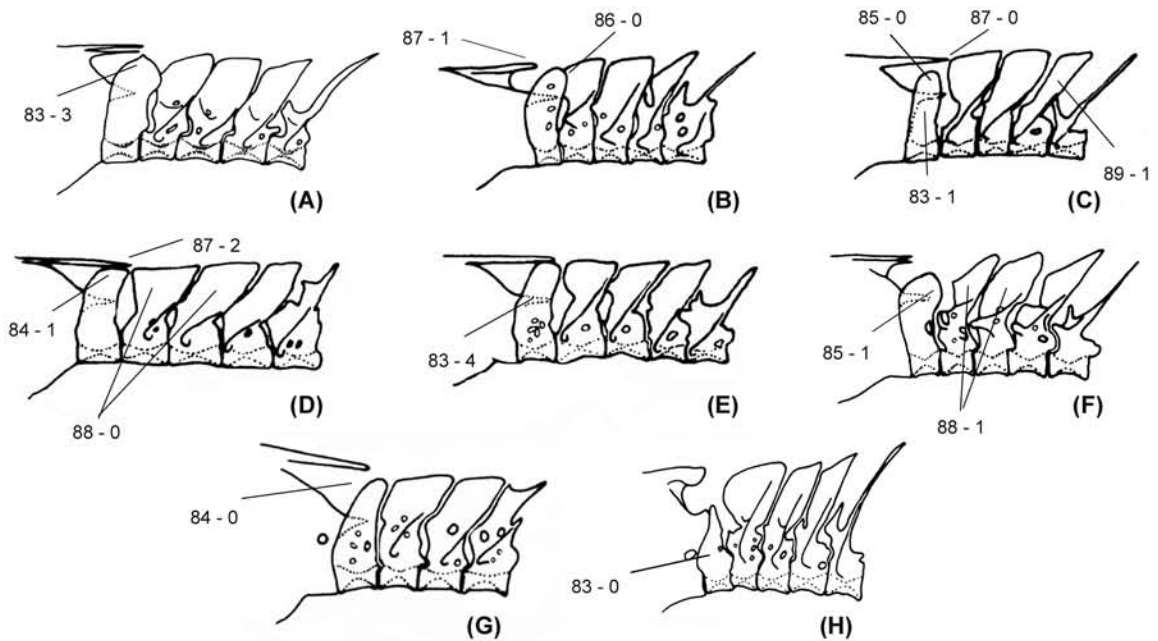 83 - 3
(A)
87 - 1
86 - 0
(B)
85 - 0
87 - 0
83 - 1
89 - 1
(C)
84 - 1
87 - 2
88 - 0
(D)
83 - 4
(E)
85 - 1
88 - 1
(F)
84 - 0
(G)
83 - 0
(H)